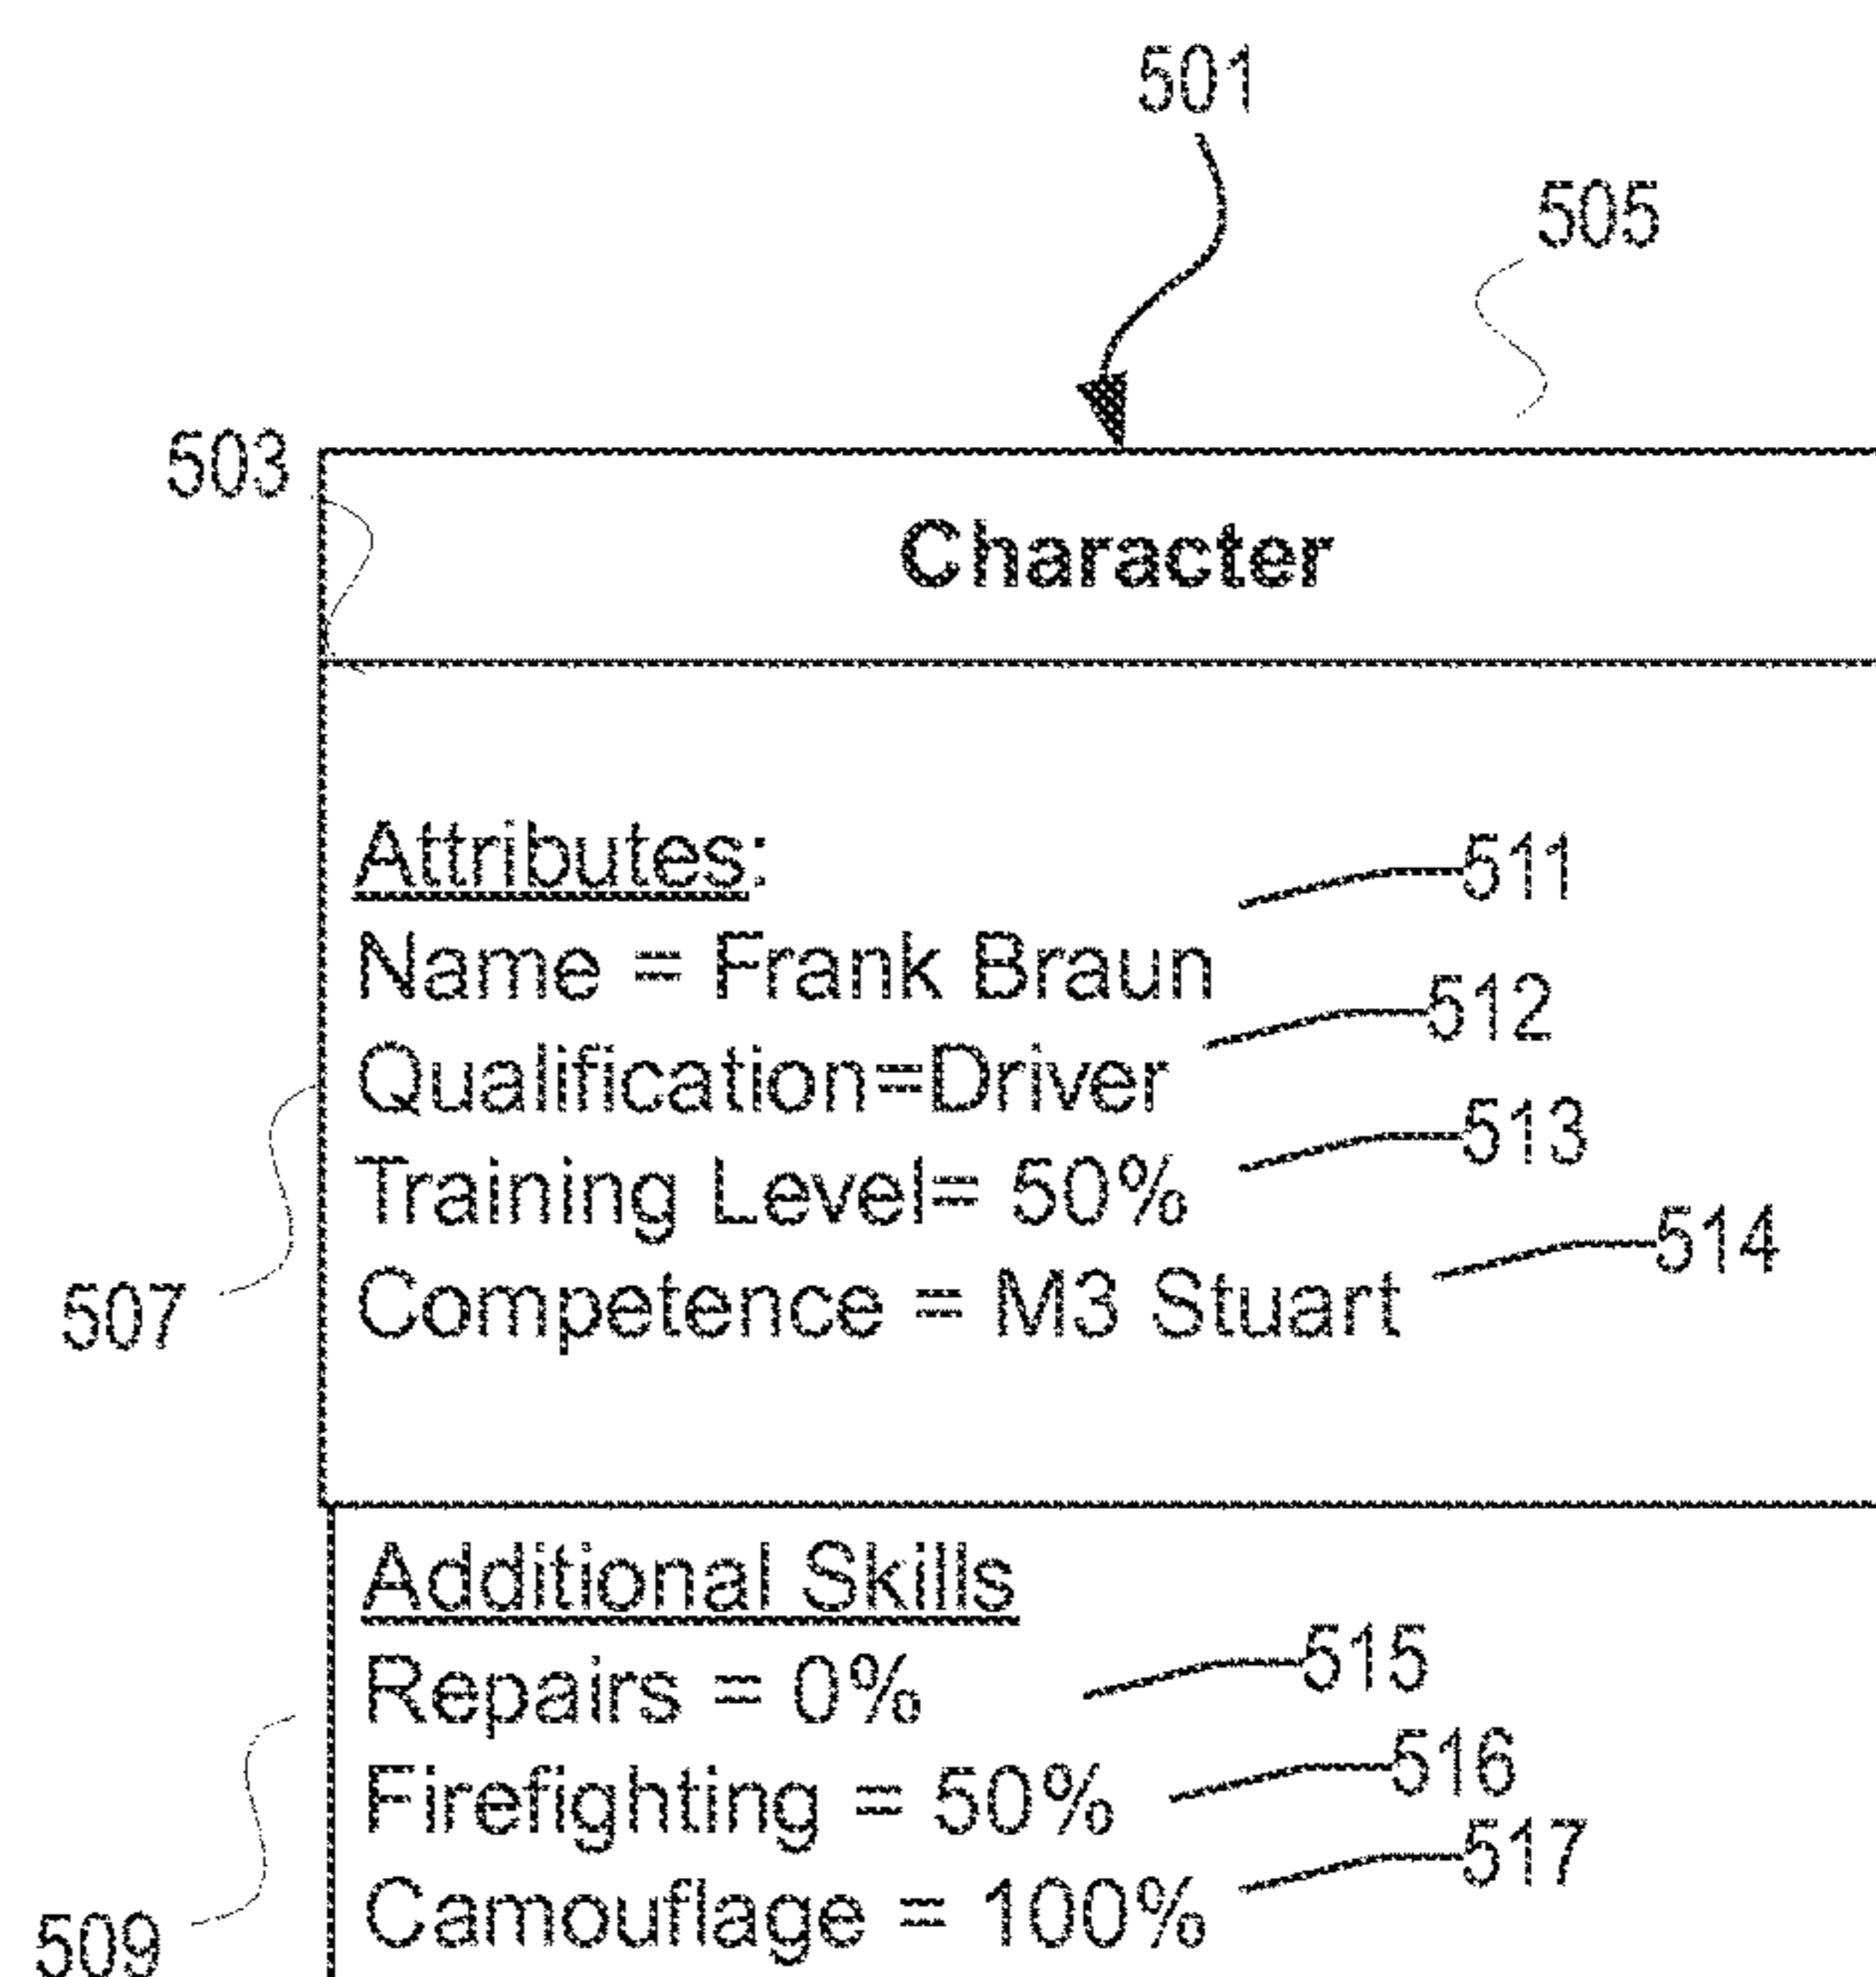 501
505
503
Character
Attributes:
511
Name = Frank Braun
512
Qualification=Driver
513
Training Level= 50%
514
Competence = M3 Stuart
507
Additional Skills
515
Repairs = 0%
516
Firefighting = 50%
517
Camouflage = 100%
509